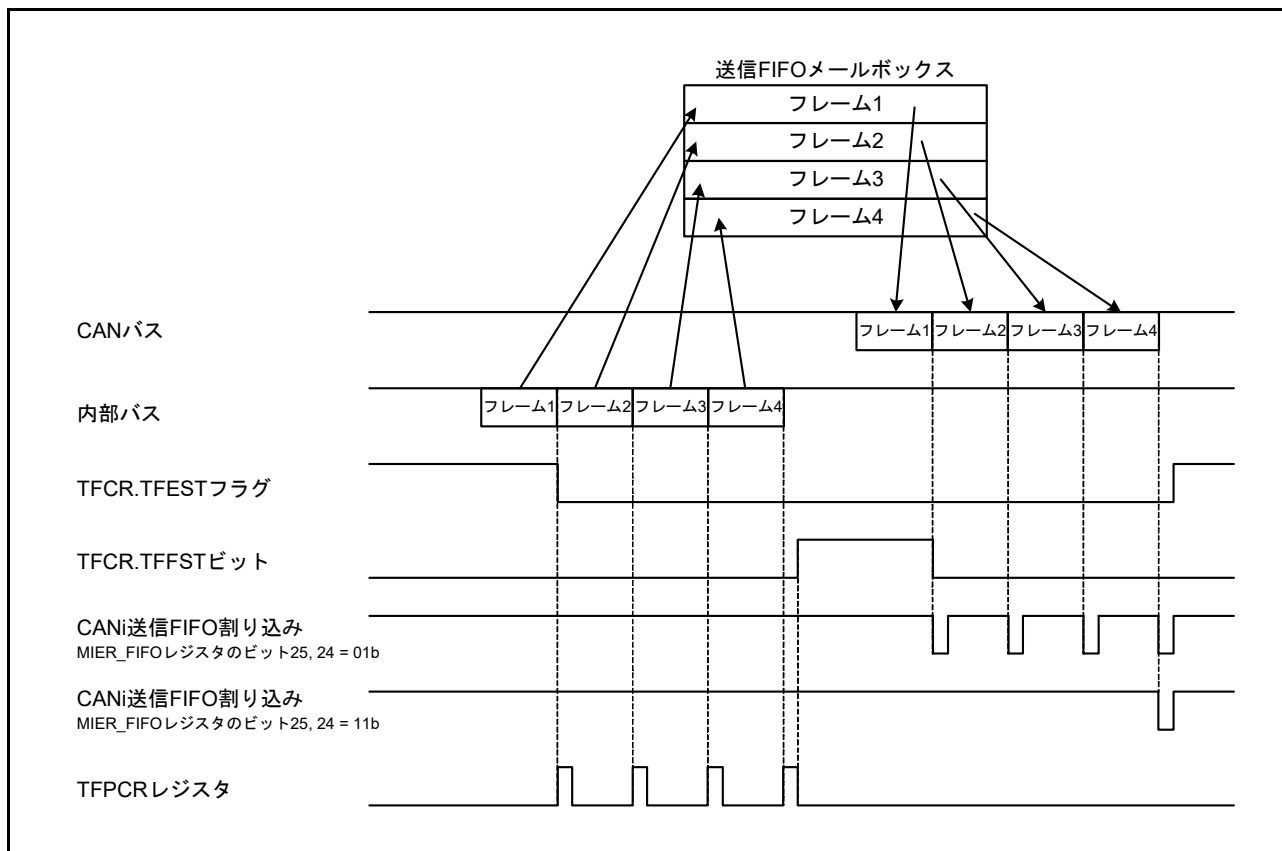 送信FIFOメールボックス
フレーム1
フレーム2
フレーム3
フレーム4
CANバス
フレーム1 フレーム2 フレーム3 フレーム4
内部バス
フレーム1 フレーム2 フレーム3 フレーム4
TFCR.TFESTフラグ
TFCR.TFFSTビット
CANi送信FIFO割り込み
MIER_FIFOレジスタのビット25, 24 = 01b
CANi送信FIFO割り込み
MIER_FIFOレジスタのビット25, 24 = 11b
TFPCRレジスタ